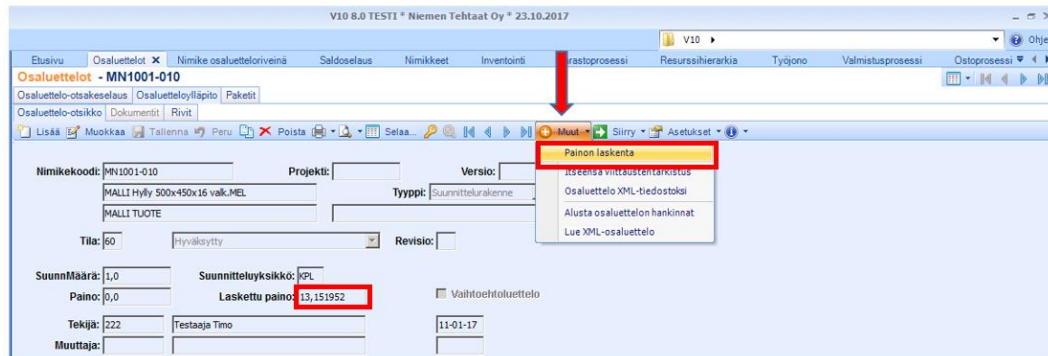 V10 8.0 TESTI * Niemen Tehtaat Oy * 23.10.2017
V10 Ohje
Etusivu Osaluettelot Nimike osaluetteloriveinä Saldoselaus Nimikkeet Inventointi Resurssihierarkia Työjono Valmistusprosessi Ostoprosessi
Osaluettelot - MN1001-010
Osaluettelo-otsakeselaus Osaluetteloylläpito Paketit
Osaluettelo-otsikko Dokumentit Rivit
Lisää Muokkaa Tallenna Peru Poista Selaa... Muut Siirry Asetukset
Painon laskenta
Itseensä viittaustentarkistus
Osaluettelo XML-tiedostoksi
Alusta osaluettelon hankinnat
Lue XML-osaluettelo
Nimikekoodi: MN1001-010 Projekti: Versio:
MALLI Hylly 500x450x16 valk.MEL Tyyppi: Suunnittelurakenne
MALLI TUOTE
Tila: 60 Hyväksytty Revisio:
SuunnMäärä: 1,0 Suunnitteluyksikkö: KPL
Paino: 0,0 Laskettu paino: 13,151952 Vaihtoehtoluettelo
Tekijä: 222 Testaaja Timo 11-01-17
Muuttaja: